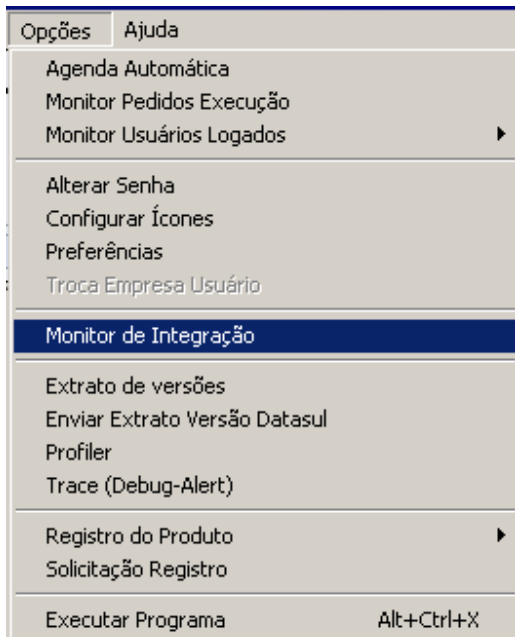 Opções Ajuda
Agenda Automática
Monitor Pedidos Execução
Monitor Usuários Logados
Alterar Senha
Configurar Ícones
Preferências
Troca Empresa Usuário
Monitor de Integração
Extrato de versões
Enviar Extrato Versão Datasul
Profiler
Trace (Debug-Alert)
Registro do Produto
Solicitação Registro
Executar Programa Alt+Ctrl+X